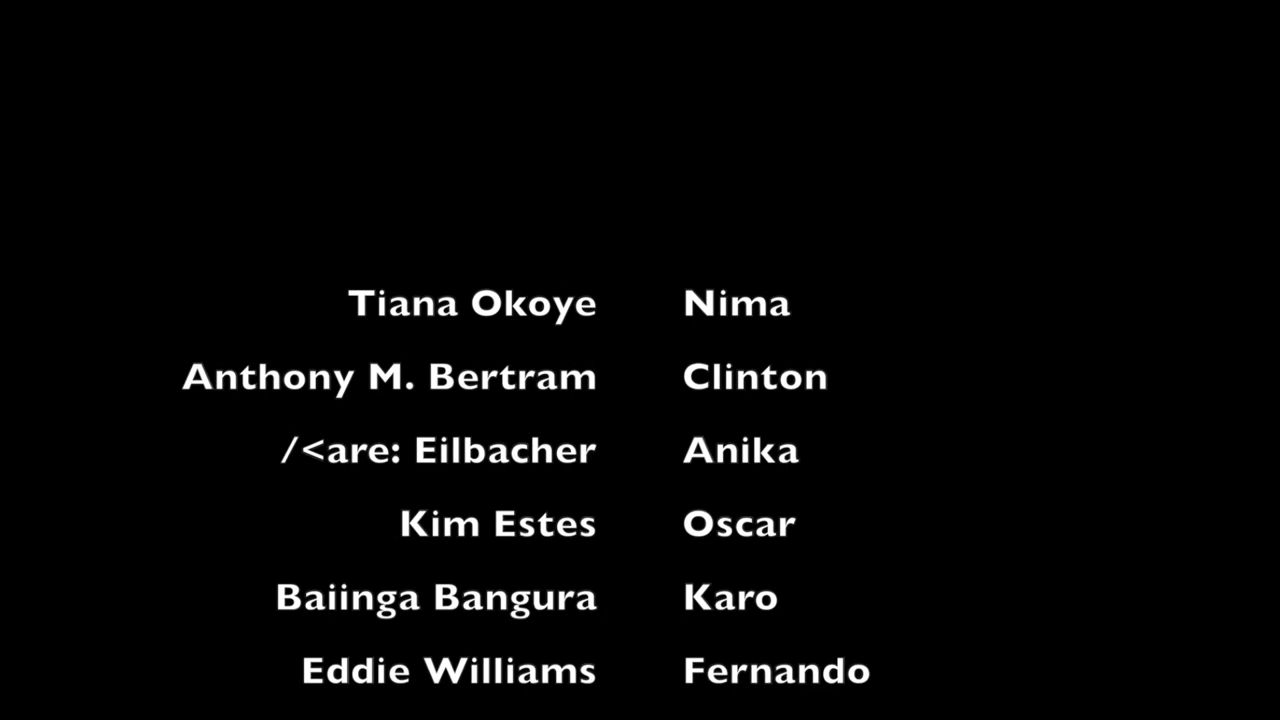 Tiana Okoye Nima
Anthony M. Bertram Clinton
/<are: Eilbacher Anika
Kim Estes Oscar
Baiinga Bangura Karo
Eddie Williams Fernando